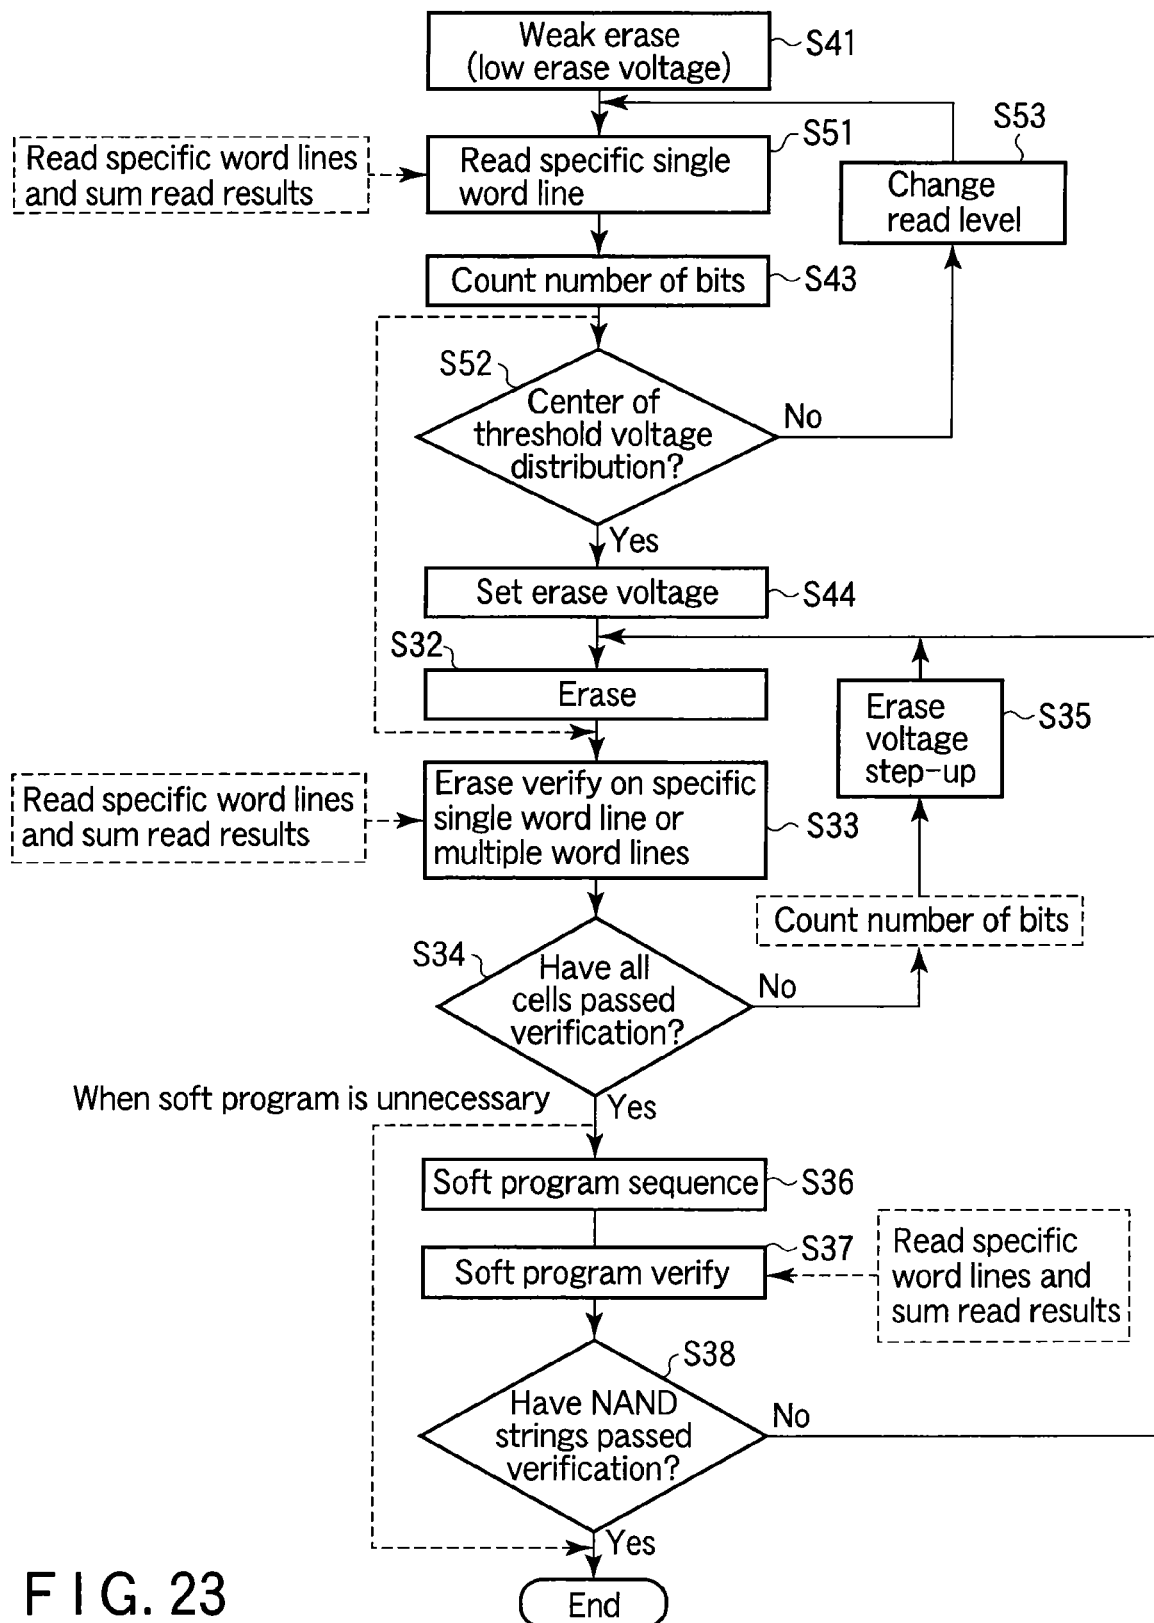 Weak erase
(low erase voltage)
S41
S53
S51
Read specific word lines
and sum read results
Read specific single
word line
Change
read level
Count number of bits
S43
S52
Center of
threshold voltage
distribution?
No
Yes
Set erase voltage
S44
S32
Erase
Erase
voltage
step-up
S35
Read specific word lines
and sum read results
Erase verify on specific
single word line or
multiple word lines
S33
Count number of bits
S34
Have all
cells passed
verification?
No
When soft program is unnecessary
Yes
Soft program sequence
S36
S37
Soft program verify
Read specific
word lines and
sum read results
S38
Have NAND
strings passed
verification?
No
Yes
End
FIG. 23